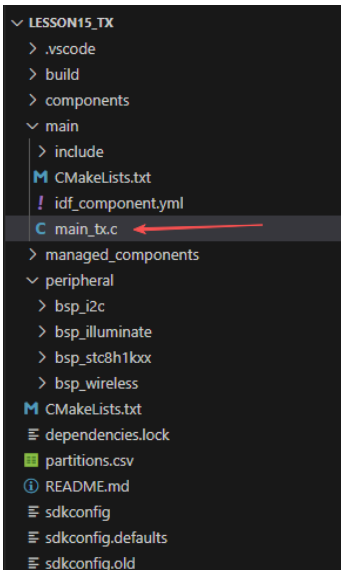 LESSON15_TX
.vscode
build
components
main
include
CMakeLists.txt
idf_component.yml
main_tx.c
managed_components
peripheral
bsp_i2c
bsp_illuminate
bsp_stc8h1kxx
bsp_wireless
CMakeLists.txt
dependencies.lock
partitions.csv
README.md
sdkconfig
sdkconfig.defaults
sdkconfig.old